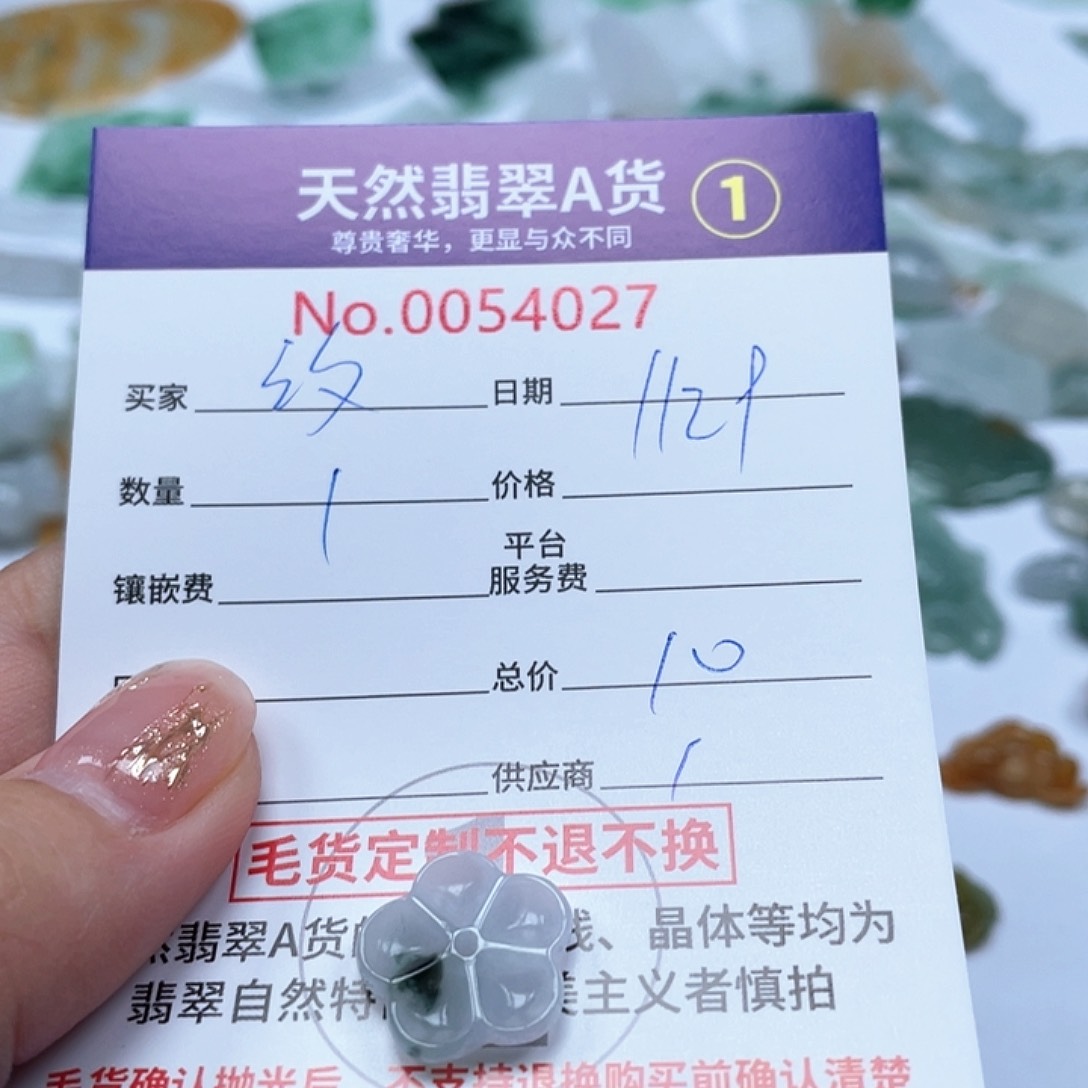 天然翡翠A货 1
尊贵奢华，更显与众不同
No.0054027
买家 日期 1129
数量 1 价格
平台
镶嵌费 服务费
总价 10
供应商 1
毛货定制不退不换
然翡翠A货 线、晶体等均为
翡翠自然特 美主义者慎拍
毛货确认抛光后，不支持退换购买前确认清楚